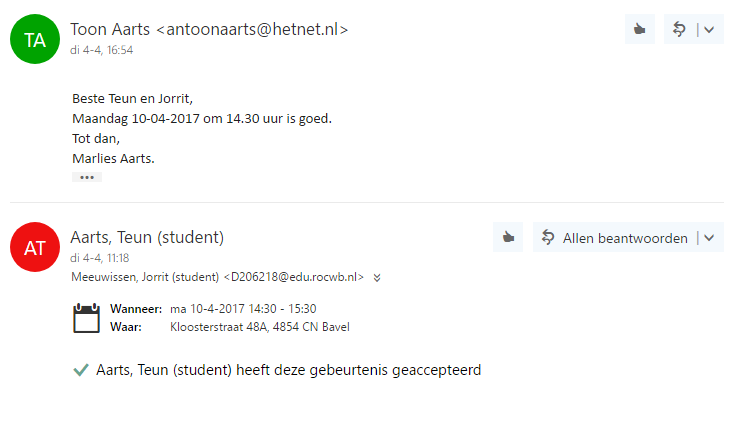 TA
Toon Aarts <antoonaarts@hetnet.nl>
di 4-4, 16:54
Beste Teun en Jorrit,
Maandag 10-04-2017 om 14.30 uur is goed.
Tot dan,
Marlies Aarts.
•••
AT
Aarts, Teun (student)
Allen beantwoorden
di 4-4, 11:18
Meeuwissen, Jorrit (student) <D206218@edu.rocwb.nl>
Wanneer: ma 10-4-2017 14:30 - 15:30
Waar: Kloosterstraat 48A, 4854 CN Bavel
Aarts, Teun (student) heeft deze gebeurtenis geaccepteerd